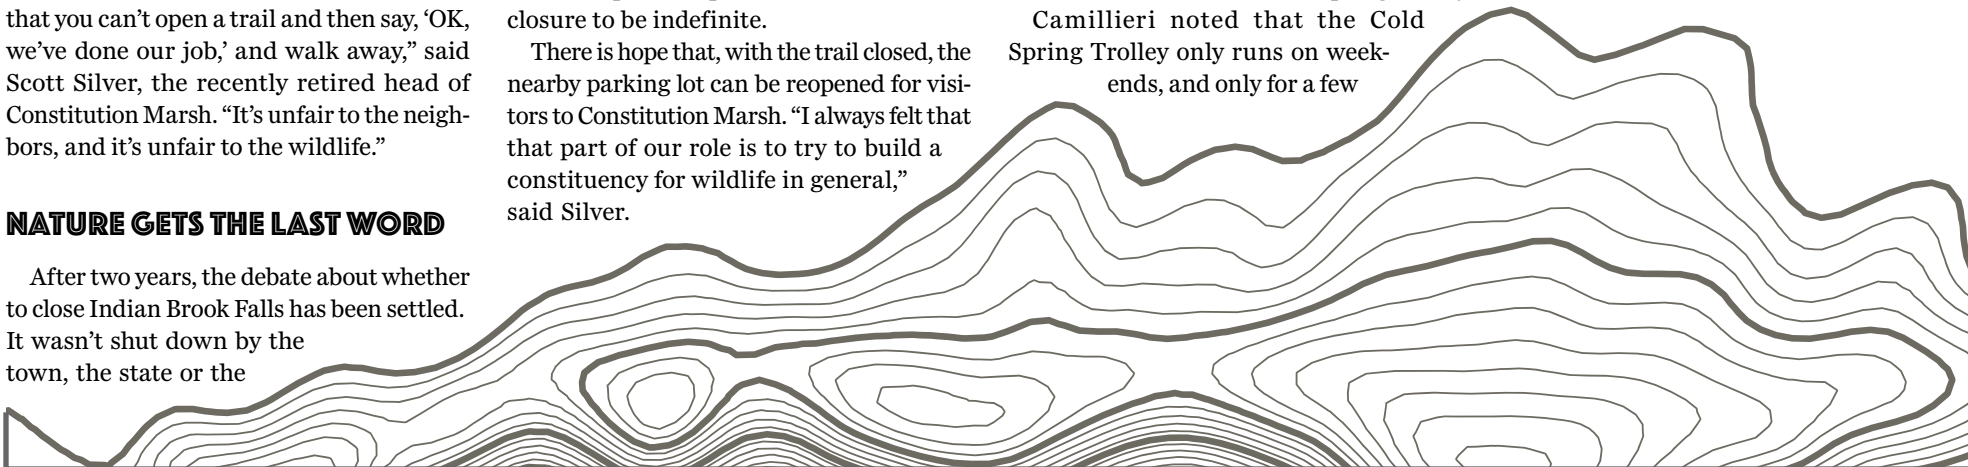 that you can’t open a trail and then say, ‘OK,
we’ve done our job,’ and walk away,” said
Scott Silver, the recently retired head of
Constitution Marsh. “It’s unfair to the neigh-
bors, and it’s unfair to the wildlife.”
NATURE GETS THE LAST WORD
After two years, the debate about whether
to close Indian Brook Falls has been settled.
It wasn’t shut down by the
town, the state or the
closure to be indefinite.
There is hope that, with the trail closed, the
nearby parking lot can be reopened for visi-
tors to Constitution Marsh. “I always felt that
that part of our role is to try to build a
constituency for wildlife in general,”
said Silver.
Camillieri noted that the Cold
Spring Trolley only runs on week-
ends, and only for a few